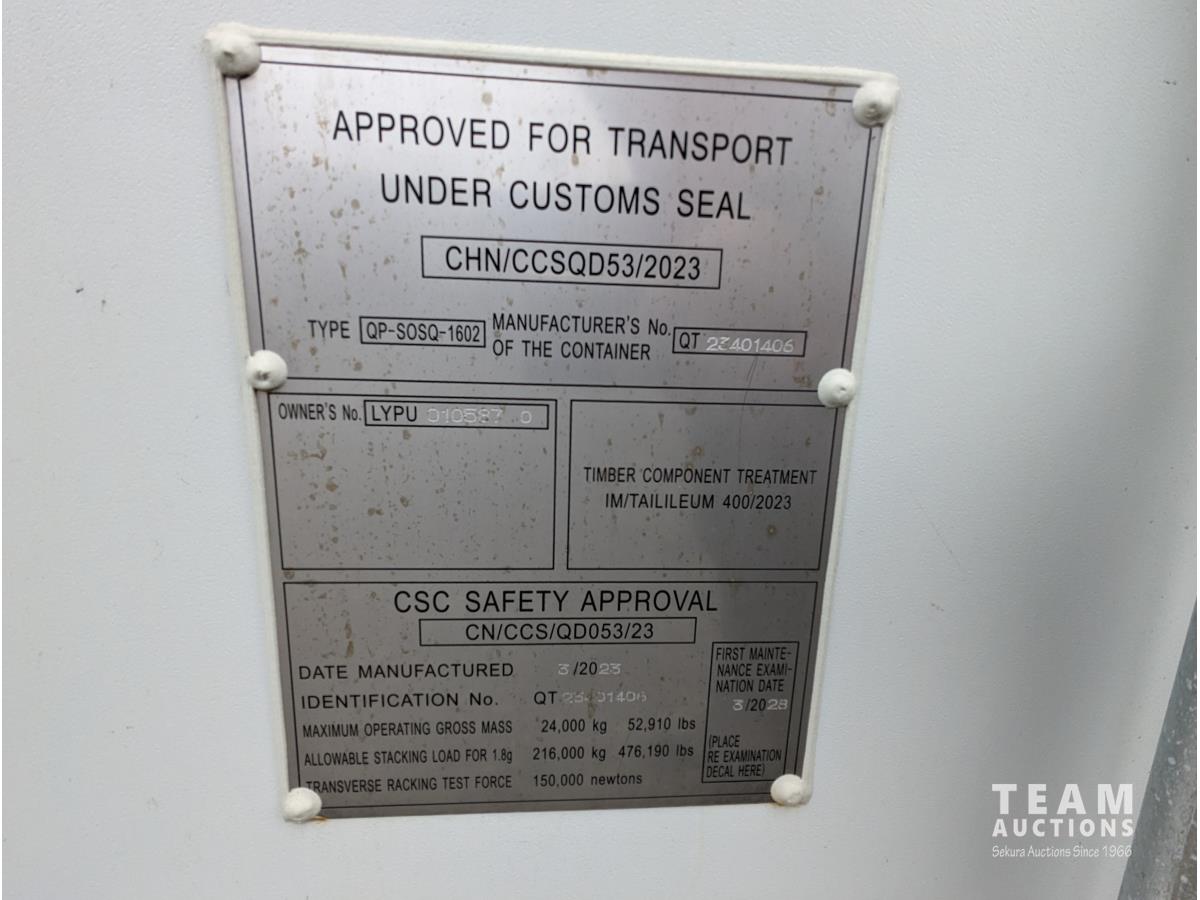 APPROVED FOR TRANSPORT
UNDER CUSTOMS SEAL
CHN/CCSQD53/2023
TYPE QP-SOSQ-1602 MANUFACTURER'S No. OF THE CONTAINER QT 23401406
OWNER'S No. LYPU 010587 0
TIMBER COMPONENT TREATMENT
IM/TAILILEUM 400/2023
CSC SAFETY APPROVAL
CN/CCS/QD053/23
DATE MANUFACTURED 3/2023
IDENTIFICATION No. QT 23401406
MAXIMUM OPERATING GROSS MASS 24,000 kg 52,910 lbs
ALLOWABLE STACKING LOAD FOR 1.8g 216,000 kg 476,190 lbs
TRANSVERSE RACKING TEST FORCE 150,000 newtons
FIRST MAINTE-
NANCE EXAMI-
NATION DATE
3/2028
(PLACE
RE EXAMINATION
DECAL HERE)
TEAM
AUCTIONS
Sekura Auctions Since 1966